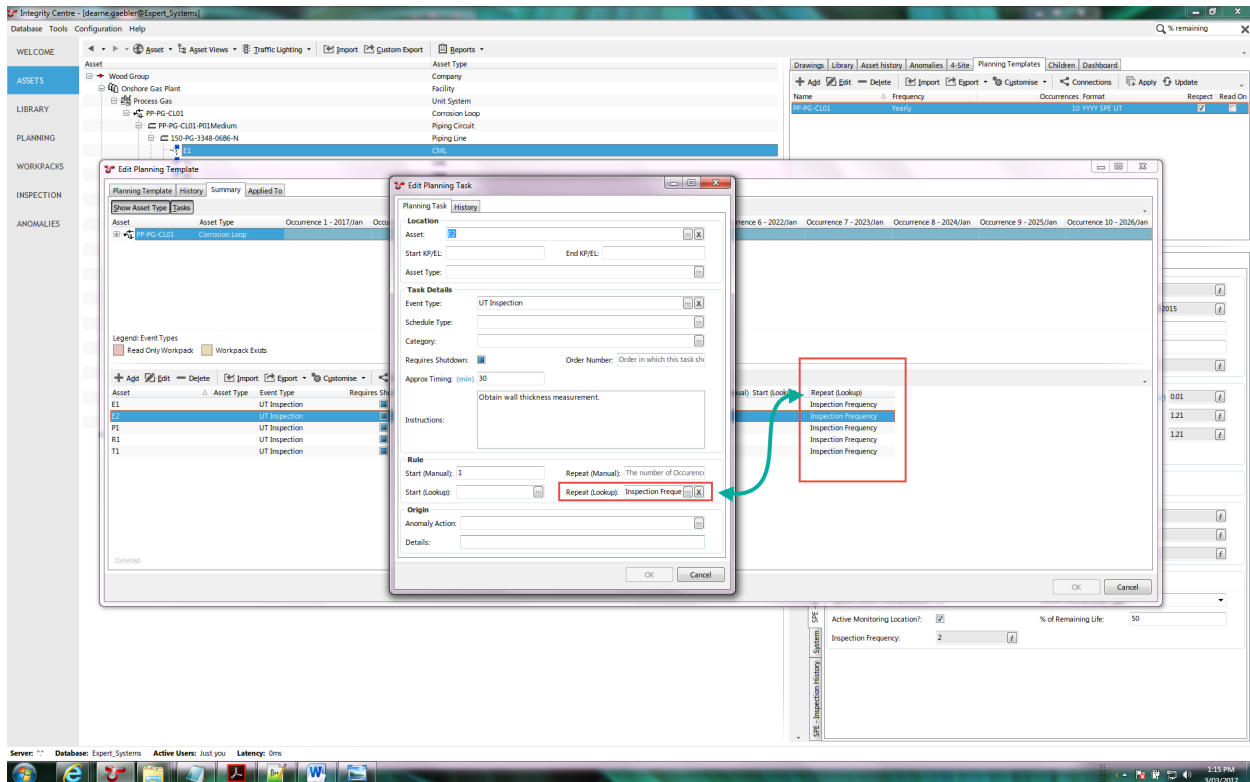 Integrity Centre - [dearne.gaebler@Expert_Systems]
Database Tools Configuration Help
% remaining
WELCOME
ASSETS
LIBRARY
PLANNING
WORKPACKS
INSPECTION
ANOMALIES
Asset Asset Views Traffic Lighting Import Custom Export Reports
Asset Asset Type
Wood Group Company
Onshore Gas Plant Facility
Process Gas Unit System
PP-PG-CL01 Corrosion Loop
PP-PG-CL01-P01Medium Piping Circuit
150-PG-3348-06B6-N Piping Line
E1 CML
Drawings Library Asset history Anomalies 4-Site Planning Templates Children Dashboard
Add Edit Delete Import Export Customise Connections Apply Update
Name Frequency Occurrences Format Respect Read On
PP-PG-CL01 Yearly 10 YYYY SPE UT
Edit Planning Template
Planning Template History Summary Applied To
Show Asset Type Tasks
Asset Asset Type Occurrence 1 - 2017/Jan Occu
rrence 6 - 2022/Jan Occurrence 7 - 2023/Jan Occurrence 8 - 2024/Jan Occurrence 9 - 2025/Jan Occurrence 10 - 2026/Jan
PP-PG-CL01 Corrosion Loop
Legend: Event Types
Read Only Workpack Workpack Exists
Add Edit Delete Import Export Customise
Asset Asset Type Event Type Requires Shu
ual) Start (Look Repeat (Lookup)
E1 UT Inspection Inspection Frequency
E2 UT Inspection Inspection Frequency
P1 UT Inspection Inspection Frequency
R1 UT Inspection Inspection Frequency
T1 UT Inspection Inspection Frequency
Deleted
OK Cancel
Edit Planning Task
Planning Task History
Location
Asset: E2
Start KP/EL: End KP/EL:
Asset Type:
Task Details
Event Type: UT Inspection
Schedule Type:
Category:
Requires Shutdown: Order Number: Order in which this task sh
Approx Timing: (min) 30
Instructions: Obtain wall thickness measurement.
Rule
Start (Manual): 1 Repeat (Manual): The number of Occurenc
Start (Lookup): Repeat (Lookup): Inspection Freque
Origin
Anomaly Action:
Details:
OK Cancel
2015
0.01
1.21
1.21
Active Monitoring Location?: % of Remaining Life: 50
Inspection Frequency: 2
System
SPE - Inspection History
Server: "." Database: Expert_Systems Active Users: Just you Latency: 0ms
1:15 PM
3/03/2017